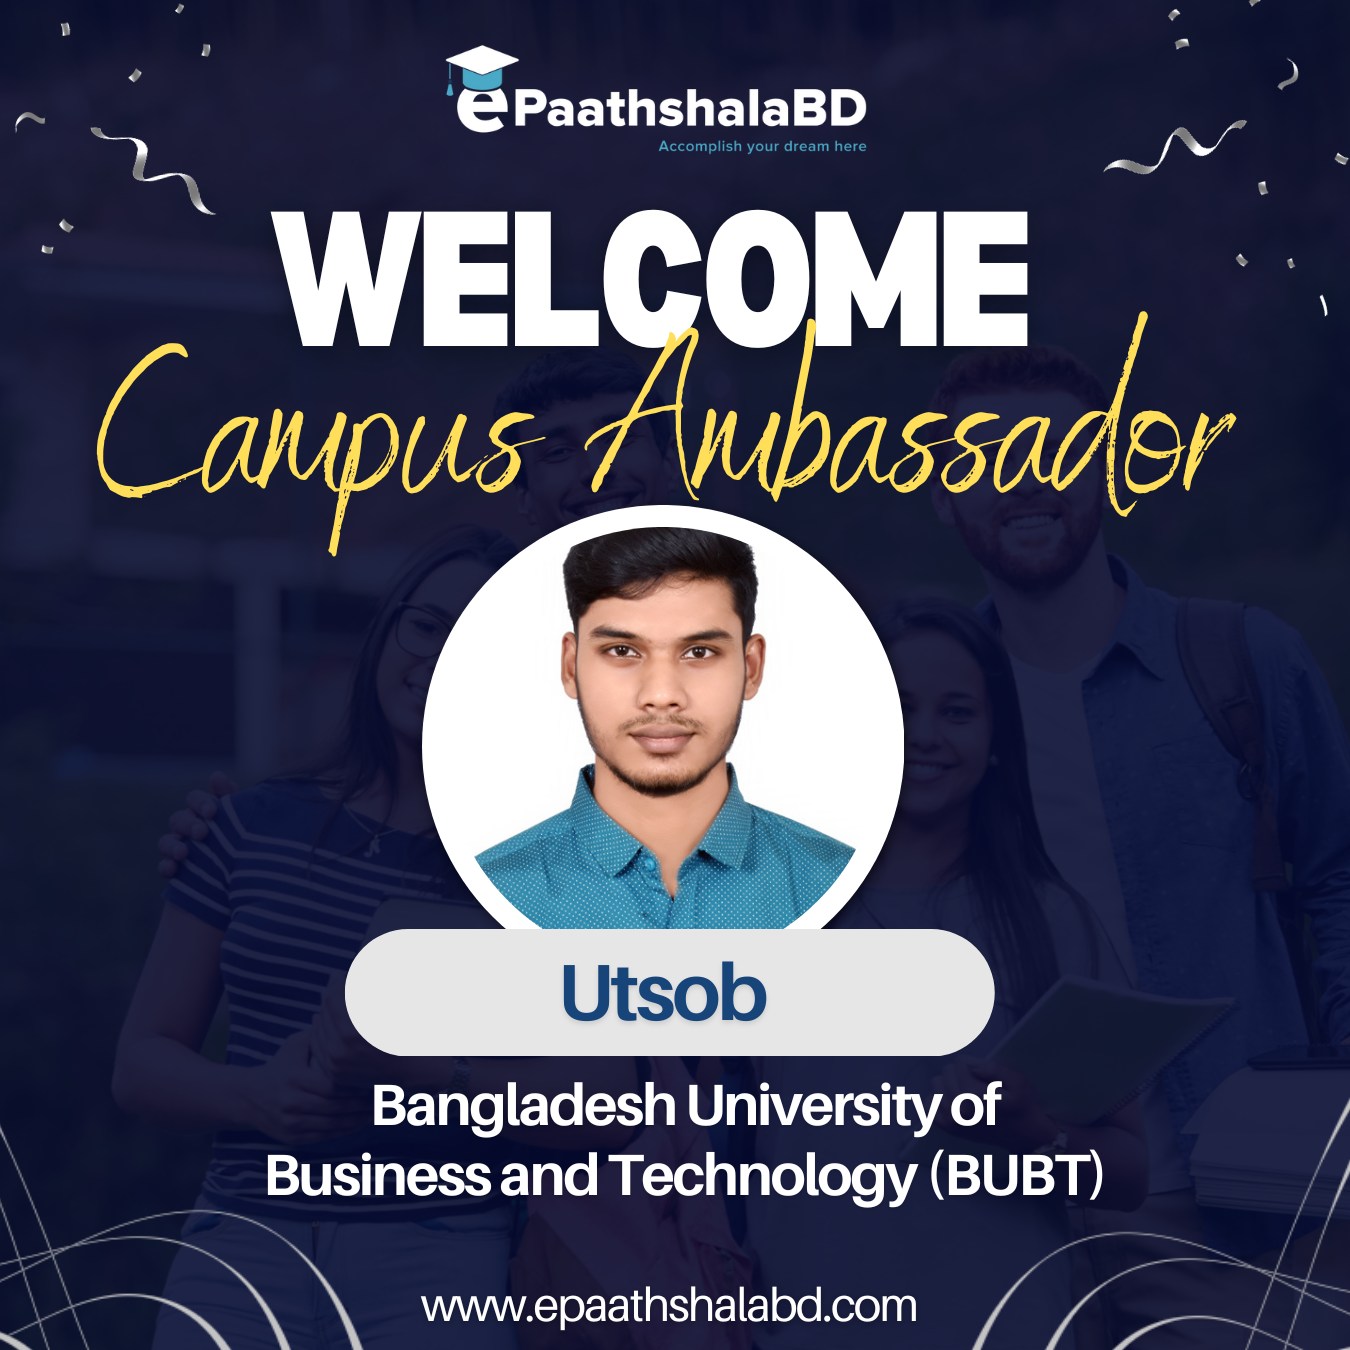 ePaathshalaBD
Accomplish your dream here
WELCOME
Campus Ambassador
Utsob
Bangladesh University of
Business and Technology (BUBT)
www.epaathshalabd.com